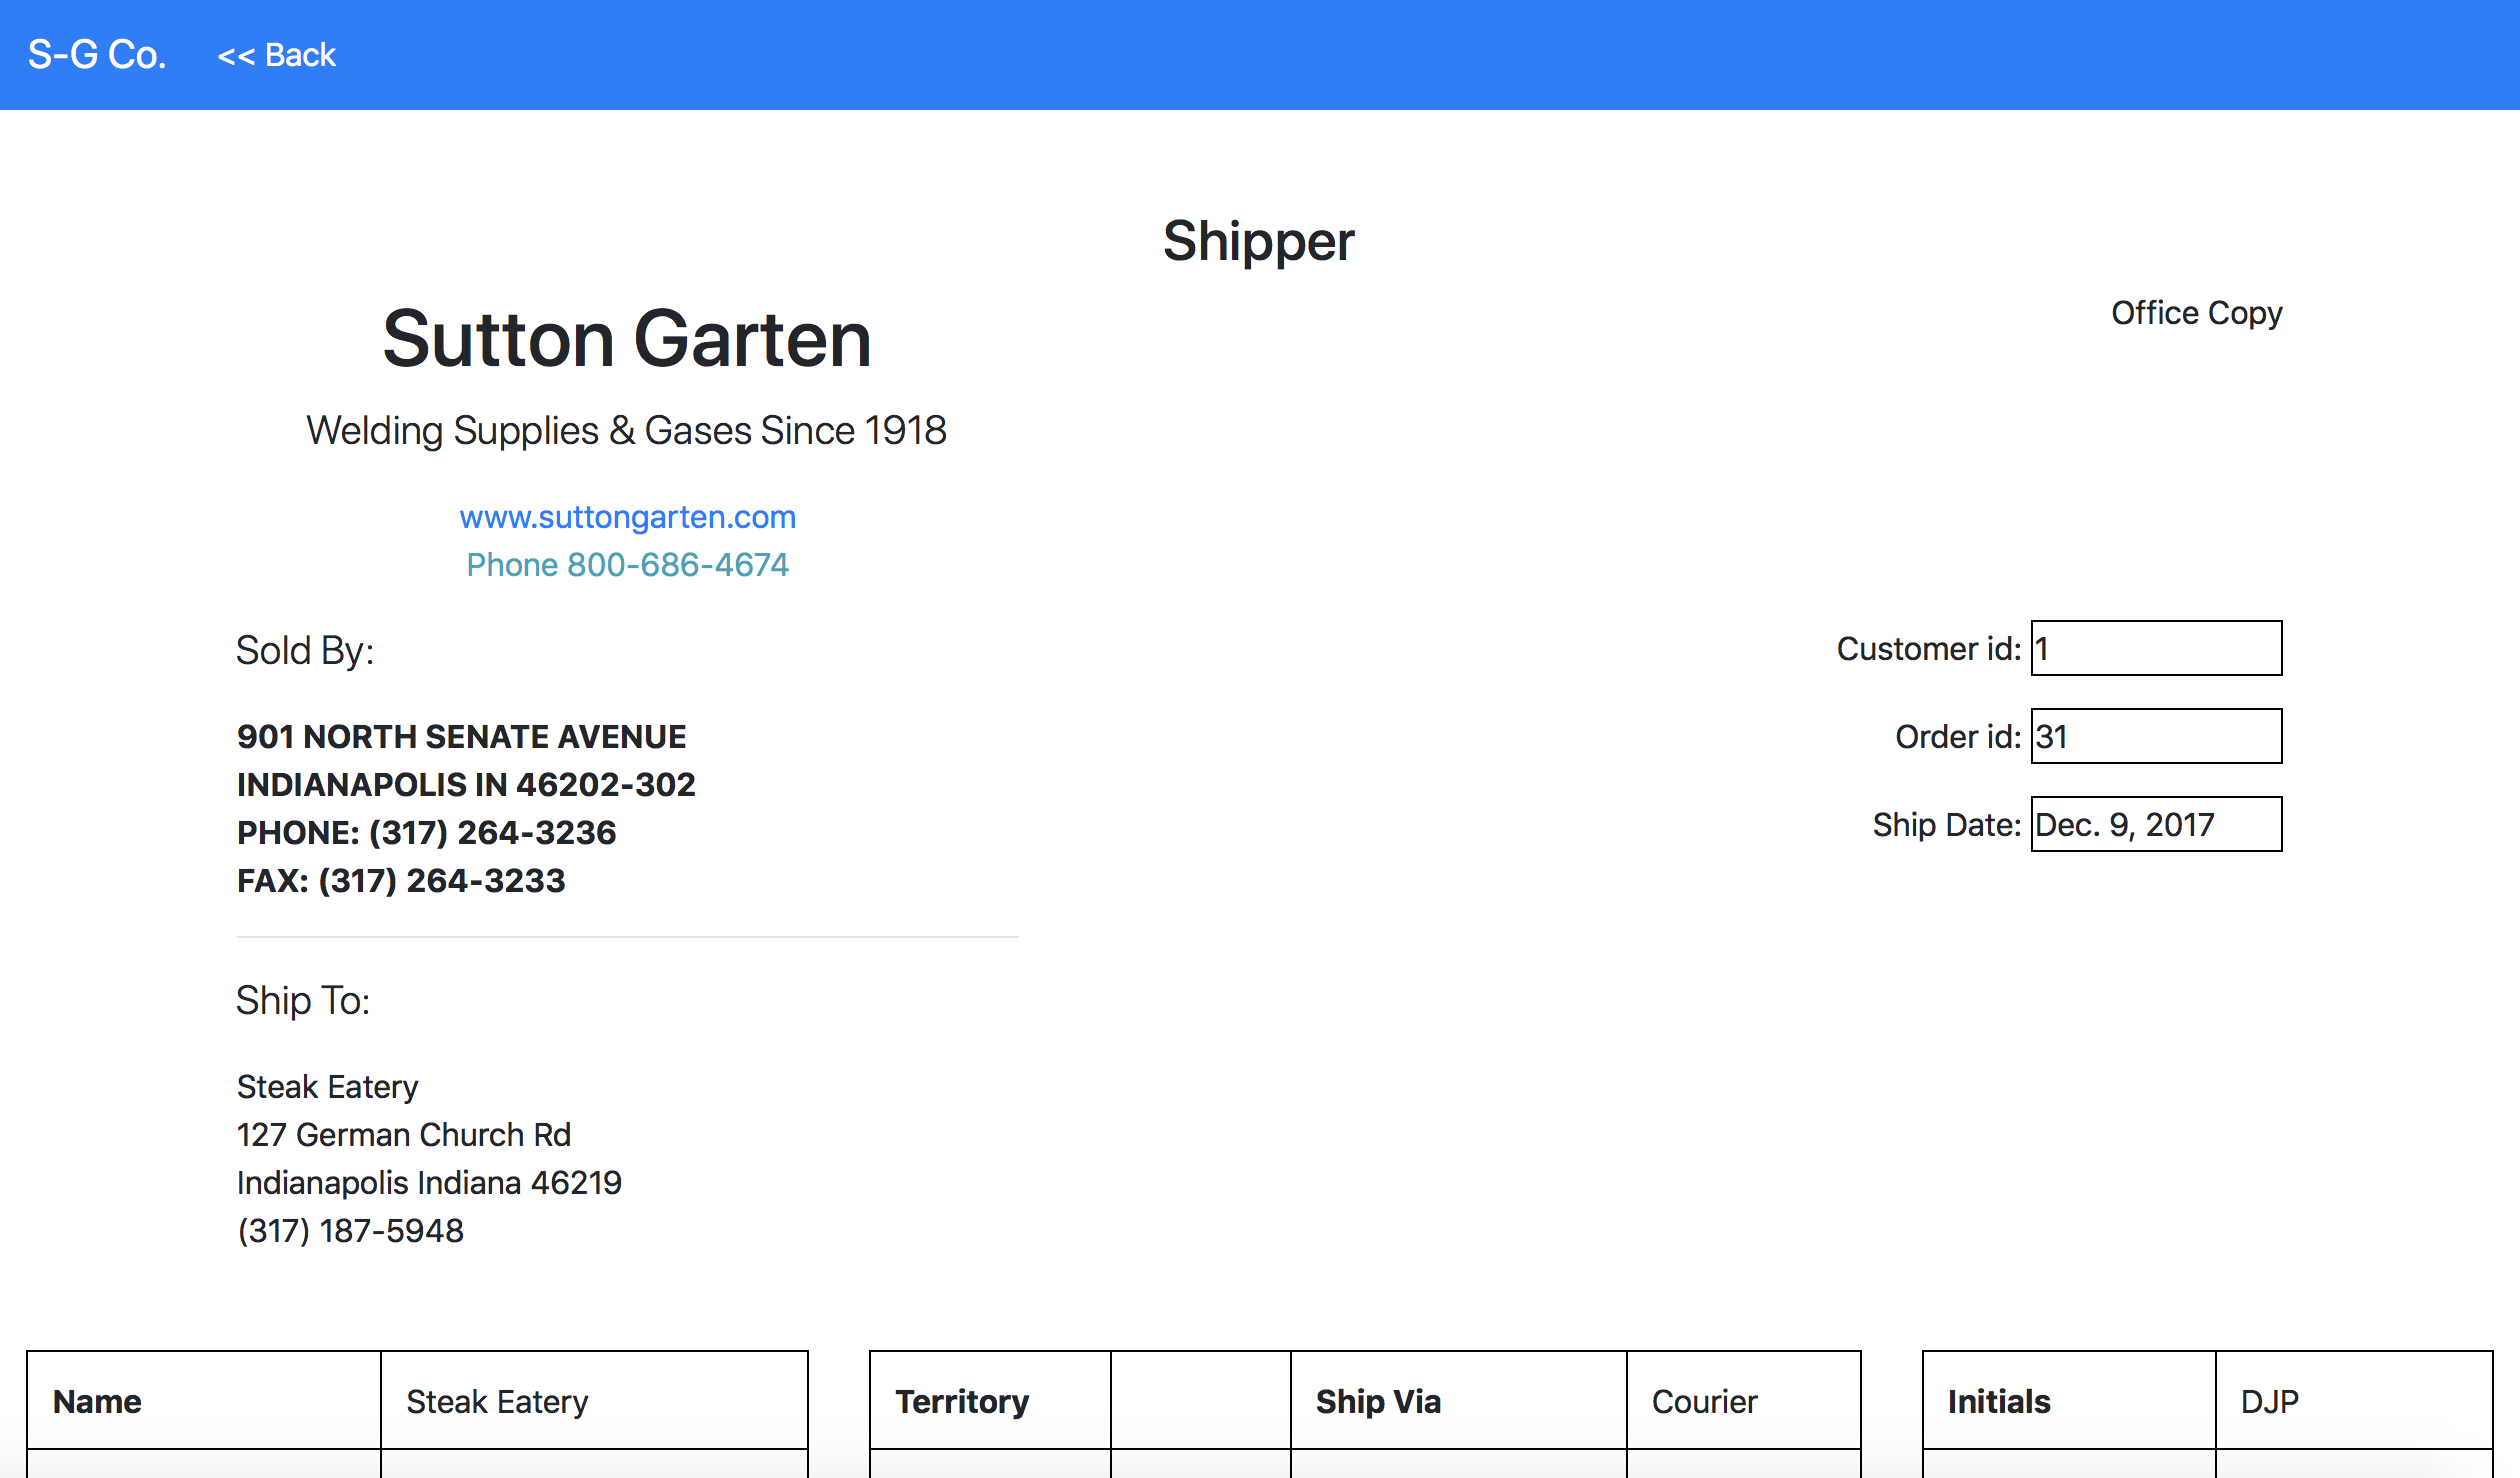 S-G Co. << Back
Shipper
Office Copy
Sutton Garten
Welding Supplies & Gases Since 1918
www.suttongarten.com
Phone 800-686-4674
Sold By:
901 NORTH SENATE AVENUE
INDIANAPOLIS IN 46202-302
PHONE: (317) 264-3236
FAX: (317) 264-3233
Customer id: 1
Order id: 31
Ship Date: Dec. 9, 2017
Ship To:
Steak Eatery
127 German Church Rd
Indianapolis Indiana 46219
(317) 187-5948
Name Steak Eatery Territory Ship Via Courier Initials DJP